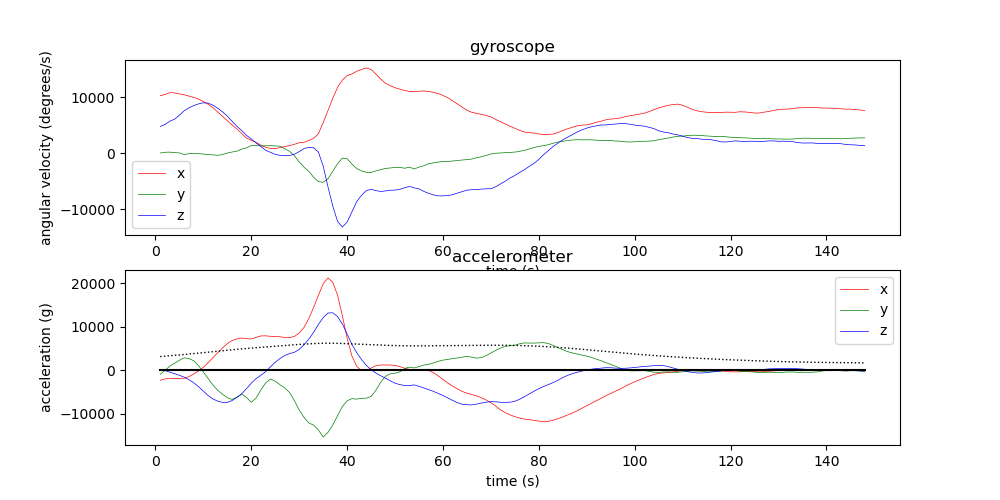 gyroscope
angular velocity (degrees/s)
10000
0
−10000
x
y
z
0 20 40 60 80 100 120 140
time (s)
accelerometer
acceleration (g)
20000
10000
0
−10000
x
y
z
0 20 40 60 80 100 120 140
time (s)